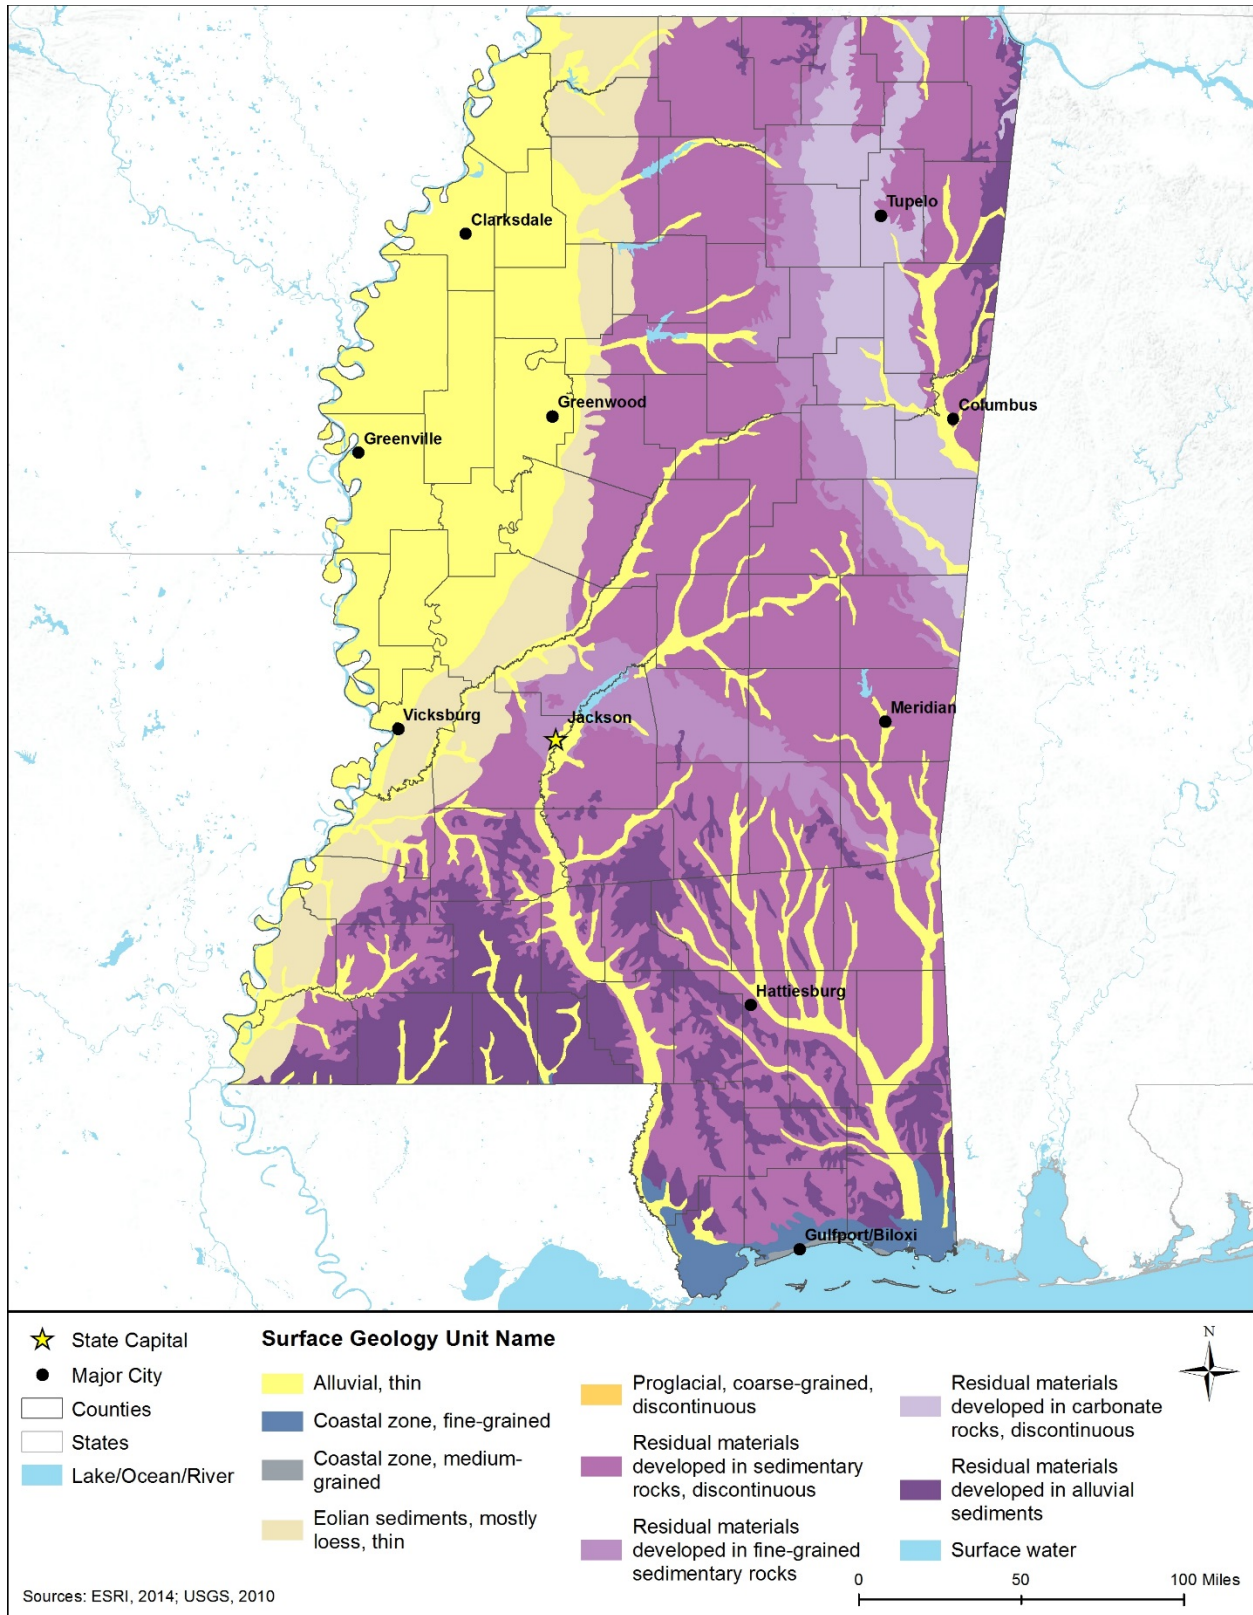 Tupelo
Clarksdale
Greenwood
Columbus
Greenville
Vicksburg
Jackson
Meridian
Hattiesburg
Gulfport/Biloxi
State Capital
Major City
Counties
States
Lake/Ocean/River
Surface Geology Unit Name
Alluvial, thin
Coastal zone, fine-grained
Coastal zone, medium-
grained
Eolian sediments, mostly
loess, thin
Proglacial, coarse-grained,
discontinuous
Residual materials
developed in sedimentary
rocks, discontinuous
Residual materials
developed in fine-grained
sedimentary rocks
Residual materials
developed in carbonate
rocks, discontinuous
Residual materials
developed in alluvial
sediments
Surface water
N
0 50 100 Miles
Sources: ESRI, 2014; USGS, 2010